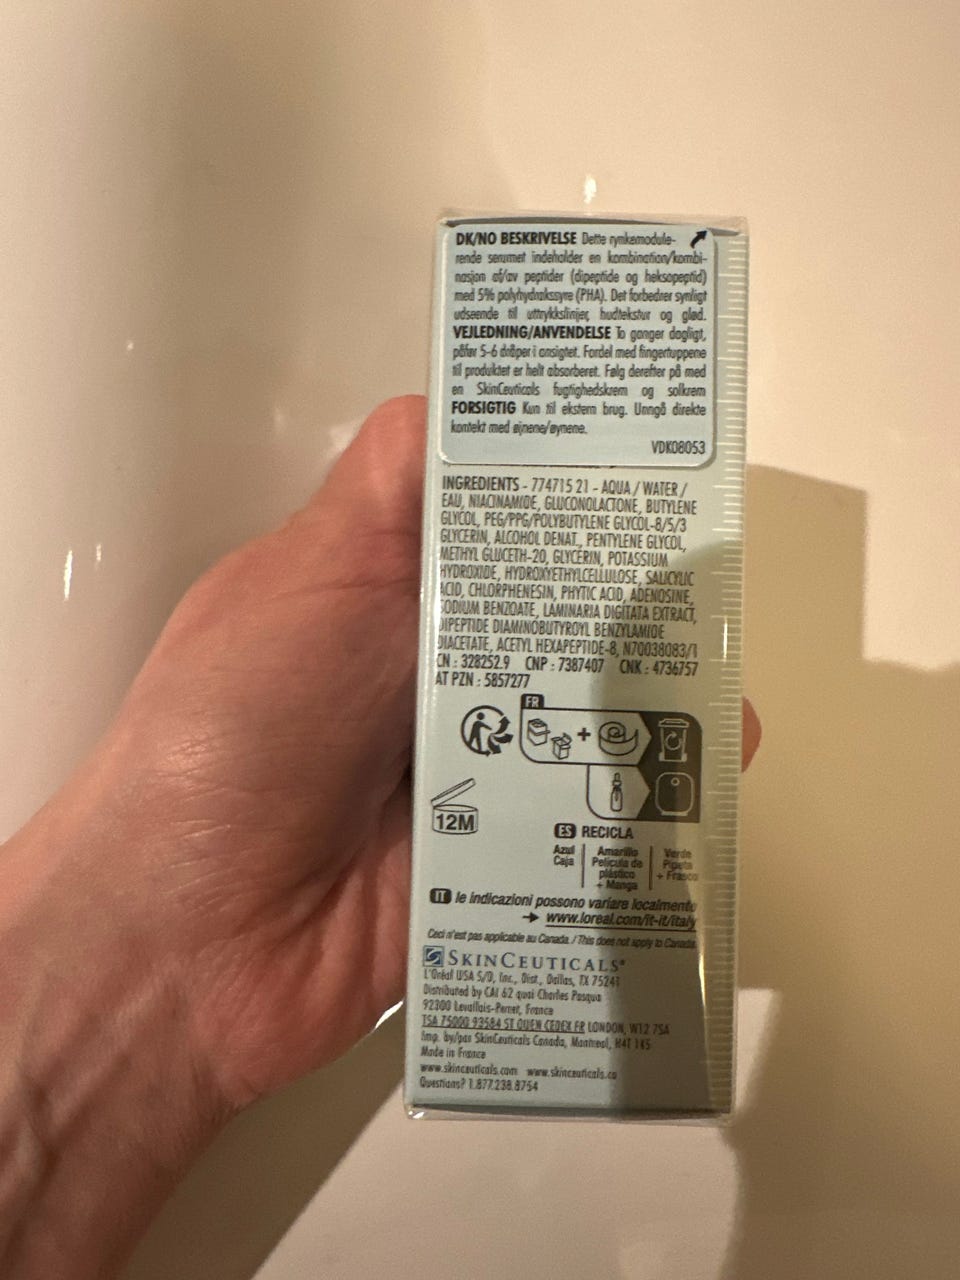 DK/NO BESKRIVELSE Dette rynkemodule-
rende serumet indeholder en kombination/kombi-
nasjon af/av peptider (dipeptide og heksopeptid)
med 5% polyhydroksssyre (PHA). Det forbedrer synligt
udseende til uttrykkslinjer, hudtekstur og glød.
VEJLEDNING/ANVENDELSE To ganger dagligt,
påfør 5-6 dråper i ansigtet. Fordel med fingertuppene
til produktet er helt absorberet. Følg derefter på med
en SkinCeuticals fugtighedskrem og solkrem
FORSIGTIG Kun til ekstern brug. Unngå direkte
kontakt med øjnene/øynene.
VDK08053
INGREDIENTS - 774715 21 - AQUA / WATER /
EAU, NIACINAMIDE, GLUCONOLACTONE, BUTYLENE
GLYCOL, PEG/PPG/POLYBUTYLENE GLYCOL-8/5/3
GLYCERIN, ALCOHOL DENAT., PENTYLENE GLYCOL,
METHYL GLUCETH-20, GLYCERIN, POTASSIUM
HYDROXIDE, HYDROXYETHYLCELLULOSE, SALICYLIC
ACID, CHLORPHENESIN, PHYTIC ACID, ADENOSINE,
SODIUM BENZOATE, LAMINARIA DIGITATA EXTRACT,
DIPEPTIDE DIAMINOBUTYROYL BENZYLAMIDE
DIACETATE, ACETYL HEXAPEPTIDE-8, N70038083/1
CN : 328252.9 CNP : 7387407 CNK : 4736757
AT PZN : 5857277
FR
12M
ES RECICLA
Azul Amarillo Verde
Caja Película de Pipeta
plástico + Frasco
+ Manga
IT le indicazioni possono variare localmente
www.loreal.com/it-it/italy
Ceci n'est pas applicable au Canada. / This does not apply to Canada.
SKINCEUTICALS®
L'Oréal USA S/D, Inc., Dist., Dallas, TX 75241
Distributed by CAI 62 quai Charles Pasqua
92300 Levallois-Perret, France
TSA 75000 93584 ST OUEN CEDEX FR LONDON, W12 7SA
Imp. by/par SkinCeuticals Canada, Montreal, H4T 1K5
Made in France
www.skinceuticals.com www.skinceuticals.ca
Questions? 1.877.238.8754